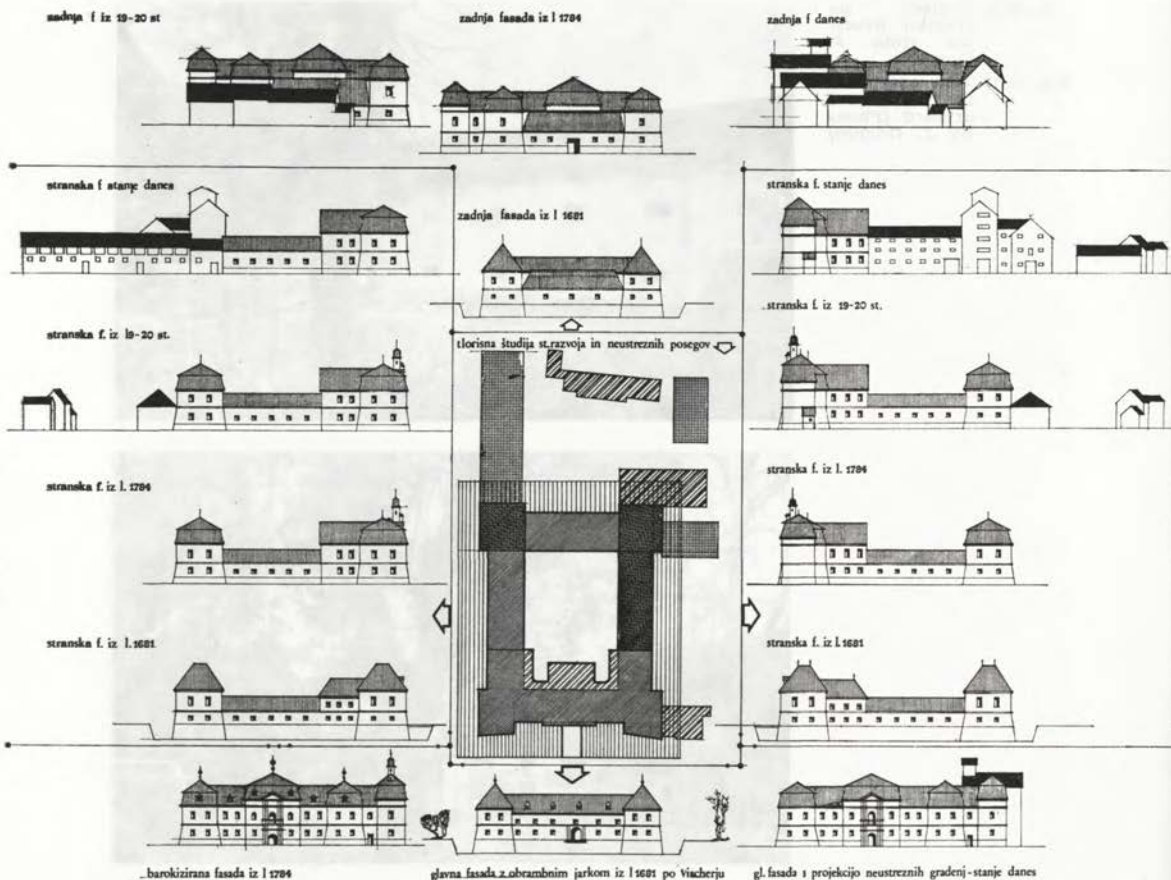 zadnja f iz 19-20 st
zadnja fasada iz l 1784
zadnja f danes
stranska f stanje danes
zadnja fasada iz l 1681
stranska f. stanje danes
stranska f. iz 19-20 st.
tlorisna študija st.razvoja in neustreznih posegov
stranska f. iz 19-20 st.
stranska f. iz l. 1784
stranska f. iz l. 1784
stranska f. iz l. 1681
stranska f. iz l. 1681
barokizirana fasada iz l 1784
glavna fasada z obrambnim jarkom iz l 1681 po Vischerju
gl. fasada s projekcijo neustreznih gradenj-stanje danes